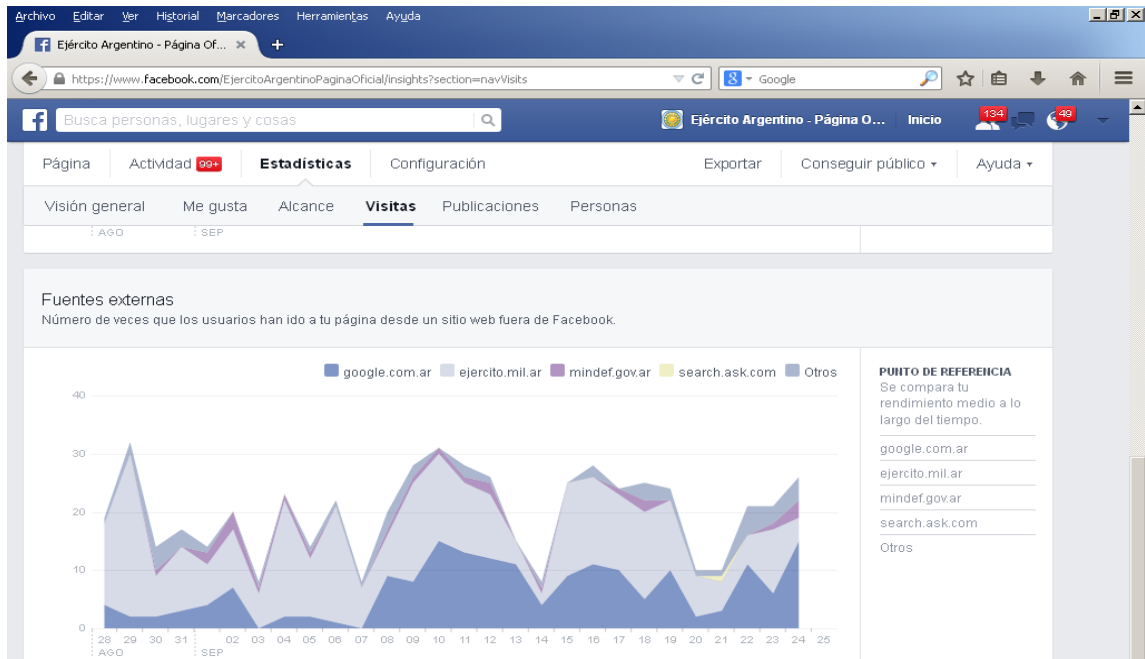 Archivo Editar Ver Historial Marcadores Herramientas Ayuda
Ejército Argentino - Página Of... × +
https://www.facebook.com/EjercitoArgentinoPaginaOficial/insights?section=navVisits Google
Busca personas, lugares y cosas Ejército Argentino - Página O... Inicio 134 49
Página Actividad 99+ Estadísticas Configuración Exportar Conseguir público Ayuda
Visión general Me gusta Alcance Visitas Publicaciones Personas
AGO SEP
Fuentes externas
Número de veces que los usuarios han ido a tu página desde un sitio web fuera de Facebook.
google.com.ar ejercito.mil.ar mindef.gov.ar search.ask.com Otros
40
30
20
10
0
28 29 30 31 02 03 04 05 06 07 08 09 10 11 12 13 14 15 16 17 18 19 20 21 22 23 24 25
AGO SEP
PUNTO DE REFERENCIA
Se compara tu
rendimiento medio a lo
largo del tiempo.
google.com.ar
ejercito.mil.ar
mindef.gov.ar
search.ask.com
Otros